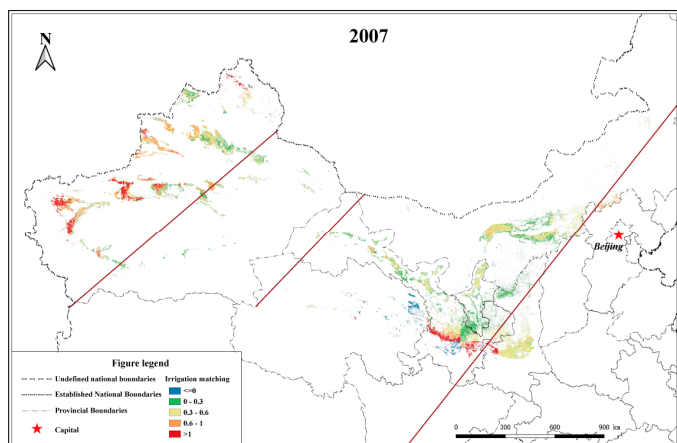 2007
N
Beijing
Figure legend
Undefined national boundaries
Established National Boundaries
Provincial Boundaries
Capital
Irrigation matching
<=0
0 - 0.3
0.3 - 0.6
0.6 - 1
>1
0 300 600 900 km